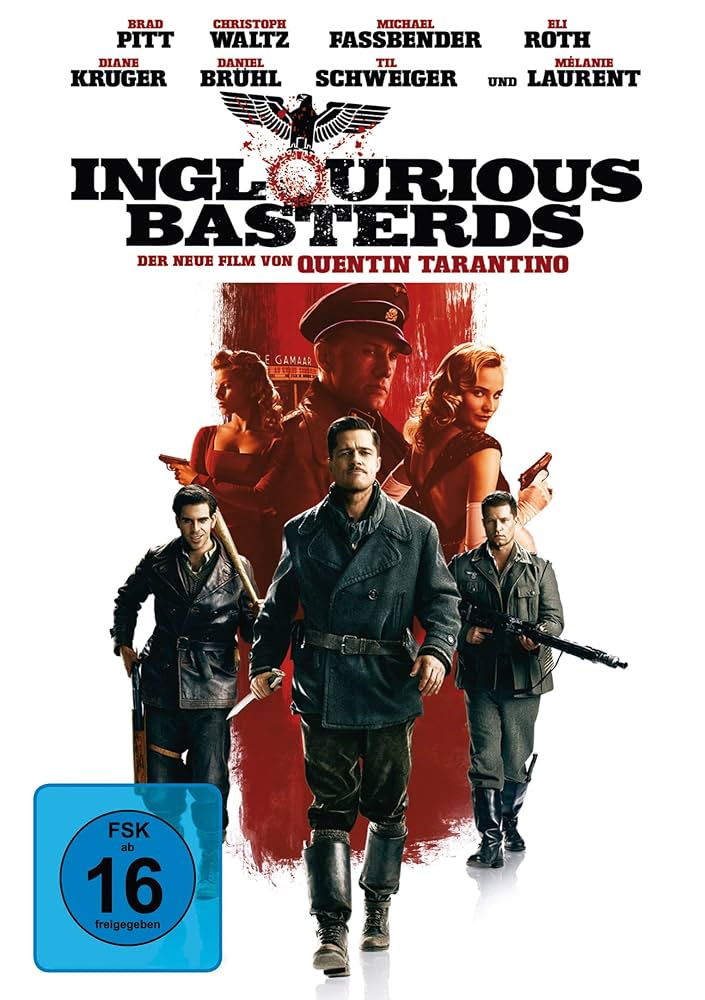 BRAD CHRISTOPH MICHAEL ELI
PITT WALTZ FASSBENDER ROTH
DIANE DANIEL TIL MÉLANIE
KRUGER BRÜHL SCHWEIGER UND LAURENT
INGLOURIOUS
BASTERDS
DER NEUE FILM VON QUENTIN TARANTINO
E GAMAAR
FSK
ab
16
freigegeben